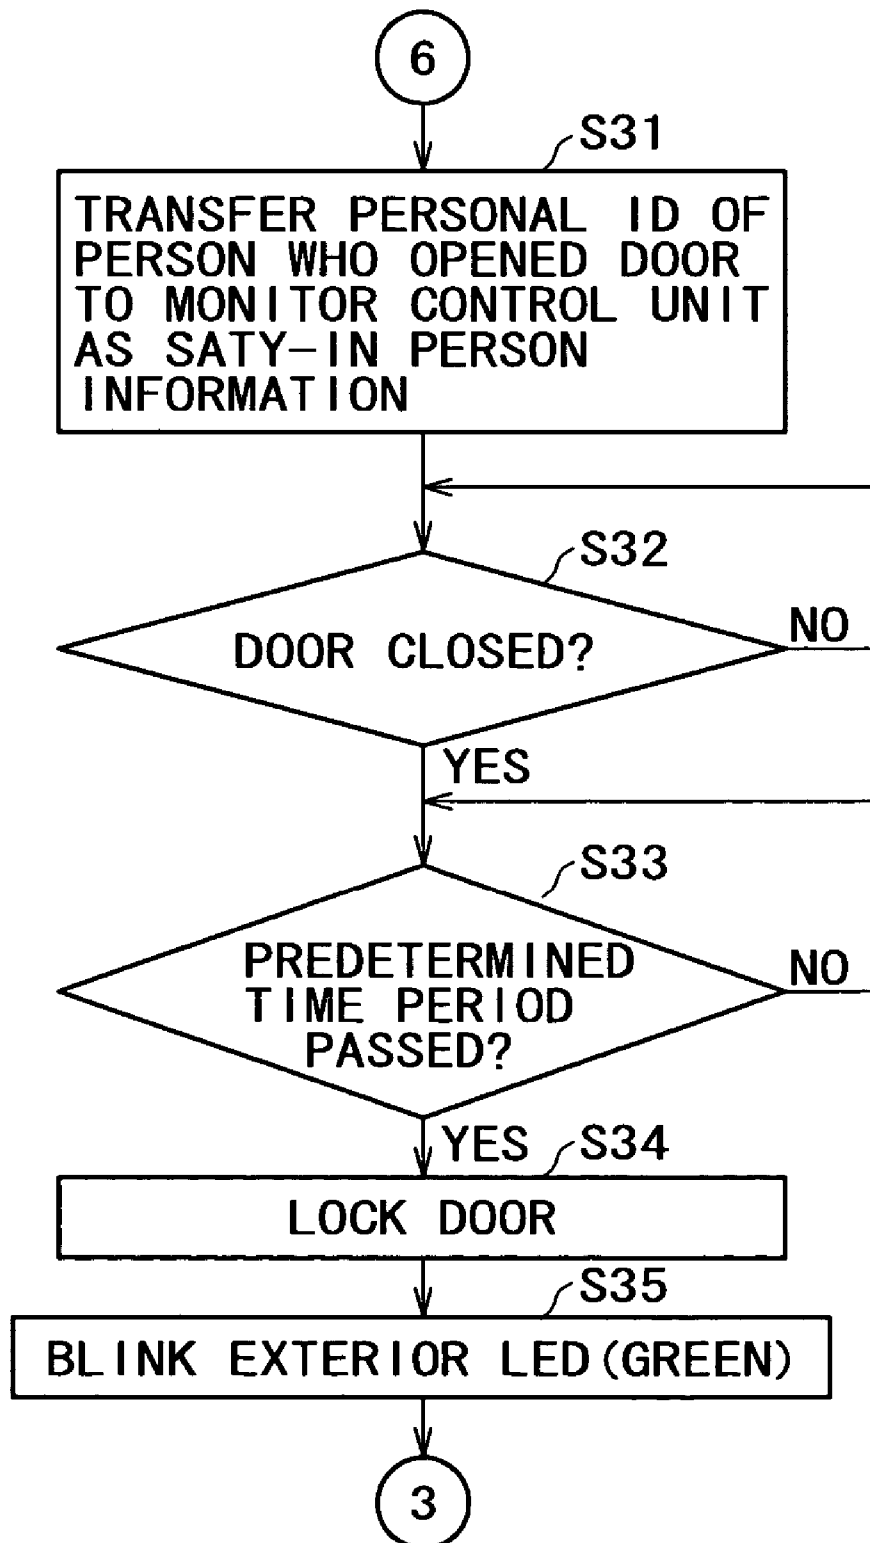 6
S31
TRANSFER PERSONAL ID OF
PERSON WHO OPENED DOOR
TO MONITOR CONTROL UNIT
AS SATY-IN PERSON
INFORMATION
S32
DOOR CLOSED?
NO
YES
S33
PREDETERMINED
TIME PERIOD
PASSED?
NO
YES
S34
LOCK DOOR
S35
BLINK EXTERIOR LED(GREEN)
3